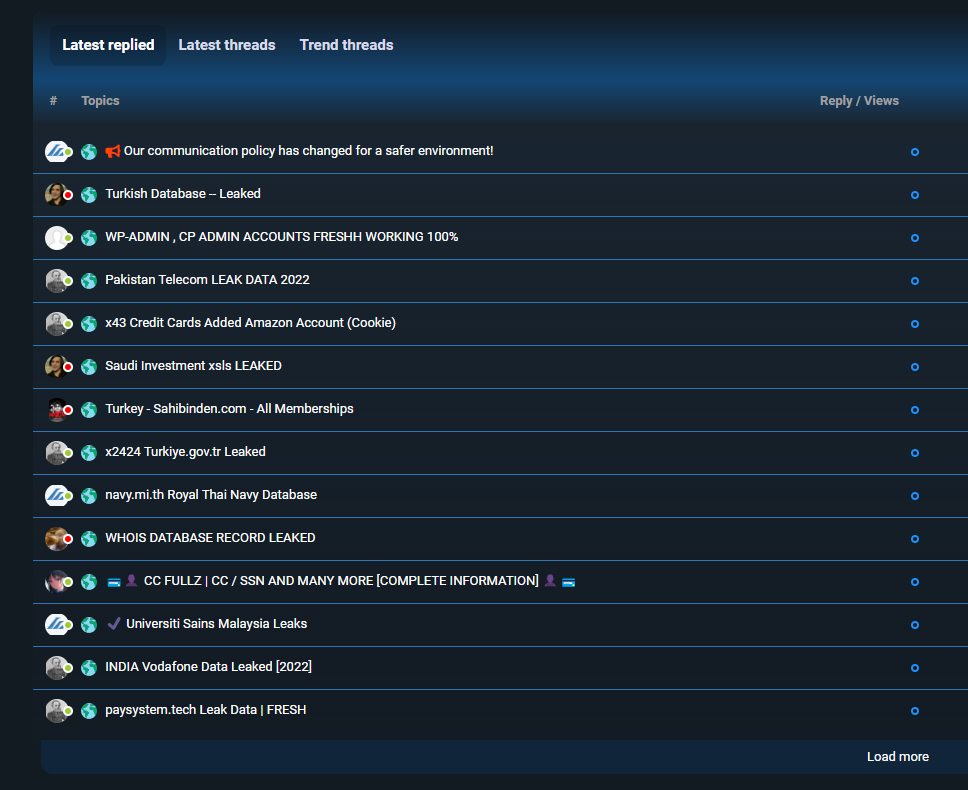 Latest replied Latest threads Trend threads
# Topics Reply / Views
Our communication policy has changed for a safer environment!
Turkish Database – Leaked
WP-ADMIN , CP ADMIN ACCOUNTS FRESHH WORKING 100%
Pakistan Telecom LEAK DATA 2022
x43 Credit Cards Added Amazon Account (Cookie)
Saudi Investment xsls LEAKED
Turkey - Sahibinden.com - All Memberships
x2424 Turkiye.gov.tr Leaked
navy.mi.th Royal Thai Navy Database
WHOIS DATABASE RECORD LEAKED
CC FULLZ | CC / SSN AND MANY MORE [COMPLETE INFORMATION]
Universiti Sains Malaysia Leaks
INDIA Vodafone Data Leaked [2022]
paysystem.tech Leak Data | FRESH
Load more